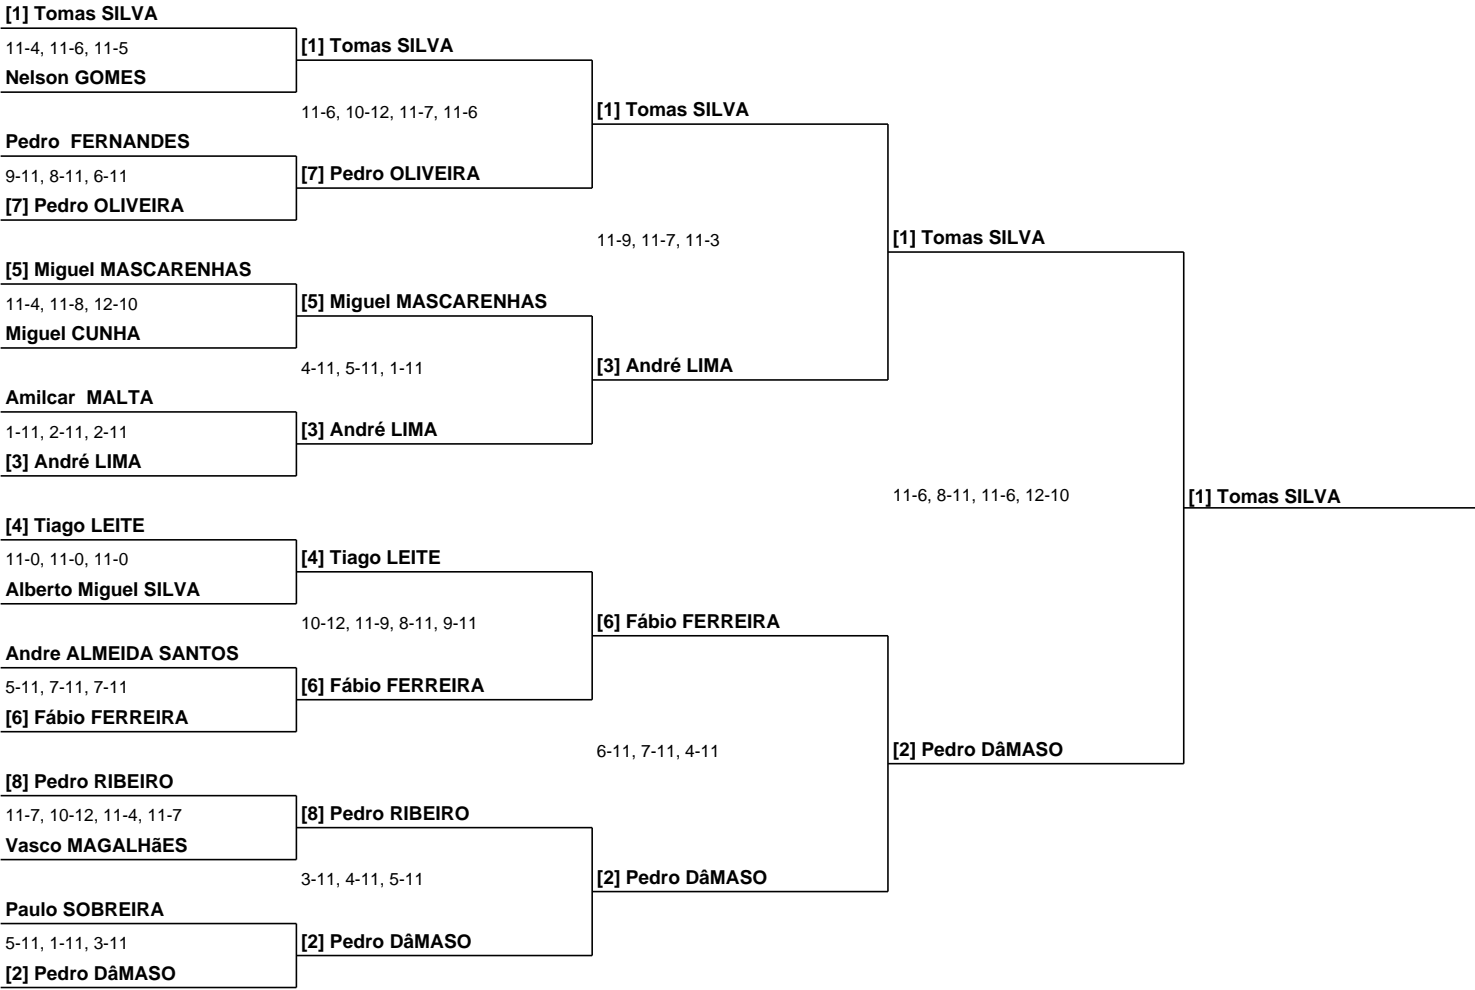 [1] Tomas SILVA
11-4, 11-6, 11-5
[1] Tomas SILVA
Nelson GOMES
11-6, 10-12, 11-7, 11-6
[1] Tomas SILVA
Pedro  FERNANDES
9-11, 8-11, 6-11
[7] Pedro OLIVEIRA
[7] Pedro OLIVEIRA
11-9, 11-7, 11-3
[1] Tomas SILVA
[5] Miguel MASCARENHAS
11-4, 11-8, 12-10
[5] Miguel MASCARENHAS
Miguel CUNHA
4-11, 5-11, 1-11
[3] André LIMA
Amilcar  MALTA
1-11, 2-11, 2-11
[3] André LIMA
[3] André LIMA
11-6, 8-11, 11-6, 12-10
[1] Tomas SILVA
[4] Tiago LEITE
11-0, 11-0, 11-0
[4] Tiago LEITE
Alberto Miguel SILVA
10-12, 11-9, 8-11, 9-11
[6] Fábio FERREIRA
Andre ALMEIDA SANTOS
5-11, 7-11, 7-11
[6] Fábio FERREIRA
[6] Fábio FERREIRA
6-11, 7-11, 4-11
[2] Pedro DâMASO
[8] Pedro RIBEIRO
11-7, 10-12, 11-4, 11-7
[8] Pedro RIBEIRO
Vasco MAGALHãES
3-11, 4-11, 5-11
[2] Pedro DâMASO
Paulo SOBREIRA
5-11, 1-11, 3-11
[2] Pedro DâMASO
[2] Pedro DâMASO